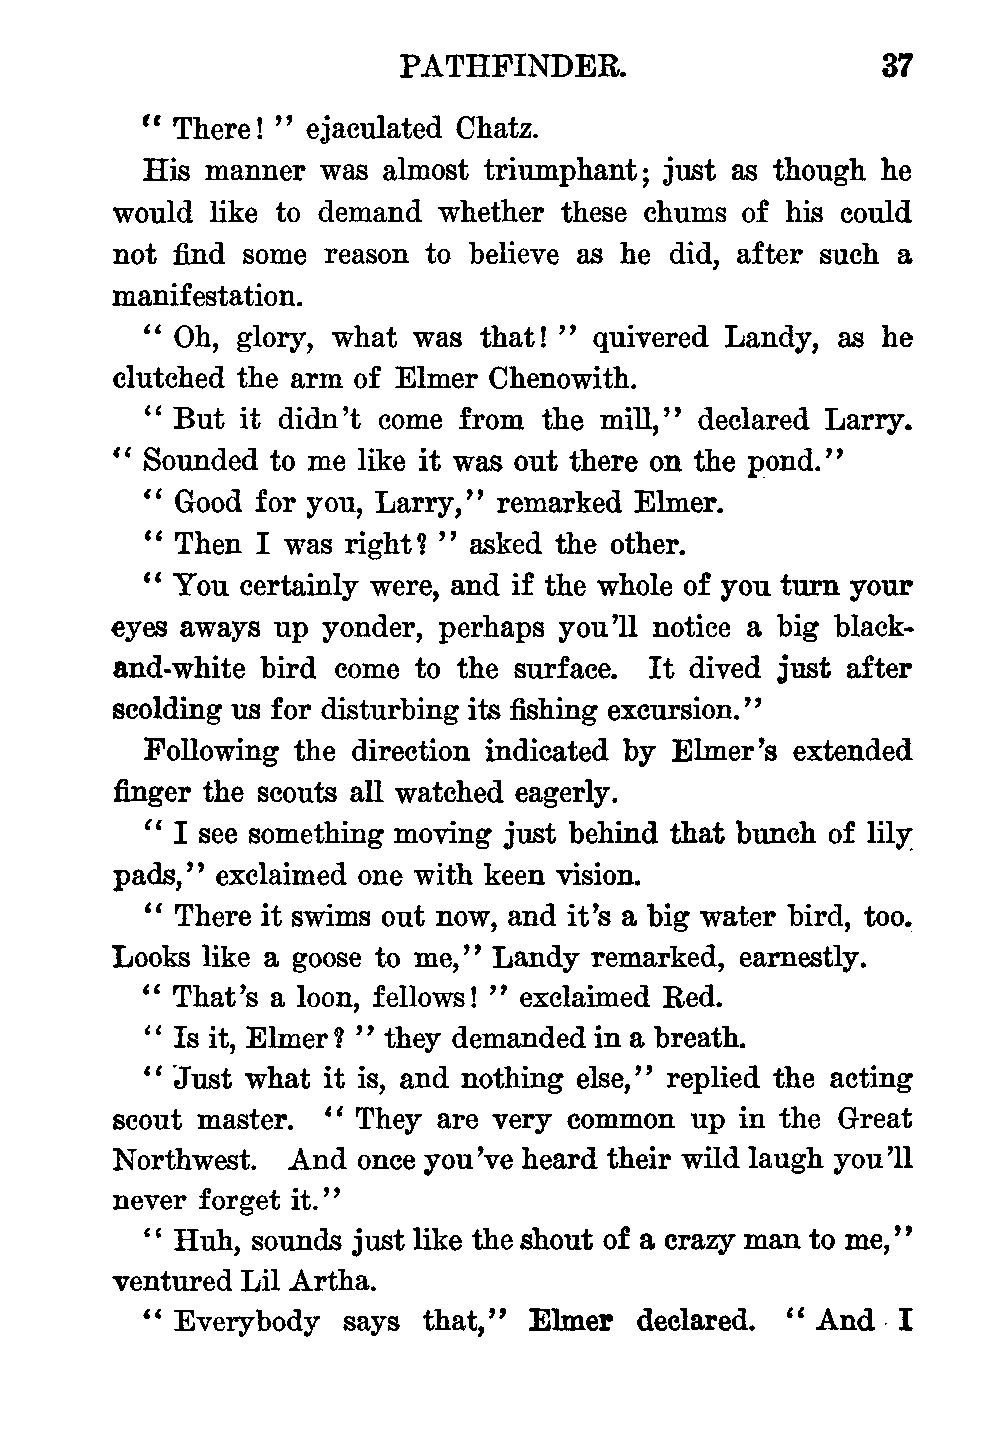 PATHFINDER. 37
“ There! ” ejaculated Chatz.
His manner was almost triumphant; just as though he
would like to demand whether these chums of his could
not find some reason to believe as he did, after such a
manifestation.
“ Oh, glory, what was that! ” quivered Landy, as he
clutched the arm of Elmer Chenowith.
“ But it didn’t come from the mill,” declared Larry.
“ Sounded to me like it was out there on the pond.”
“ Good for you, Larry,” remarked Elmer.
“ Then I was right? ” asked the other.
“ You certainly were, and if the whole of you turn your
eyes aways up yonder, perhaps you’ll notice a big black-
and-white bird come to the surface. It dived just after
scolding us for disturbing its fishing excursion.”
Following the direction indicated by Elmer’s extended
finger the scouts all watched eagerly.
“ I see something moving just behind that bunch of lily
pads,” exclaimed one with keen vision.
“ There it swims out now, and it’s a big water bird, too.
Looks like a goose to me,” Landy remarked, earnestly.
“ That’s a loon, fellows! ” exclaimed Red.
“ Is it, Elmer? ” they demanded in a breath.
“ Just what it is, and nothing else,” replied the acting
scout master. “ They are very common up in the Great
Northwest. And once you’ve heard their wild laugh you’ll
never forget it.”
“ Huh, sounds just like the shout of a crazy man to me,”
ventured Lil Artha.
“ Everybody says that,” Elmer declared. “ And I